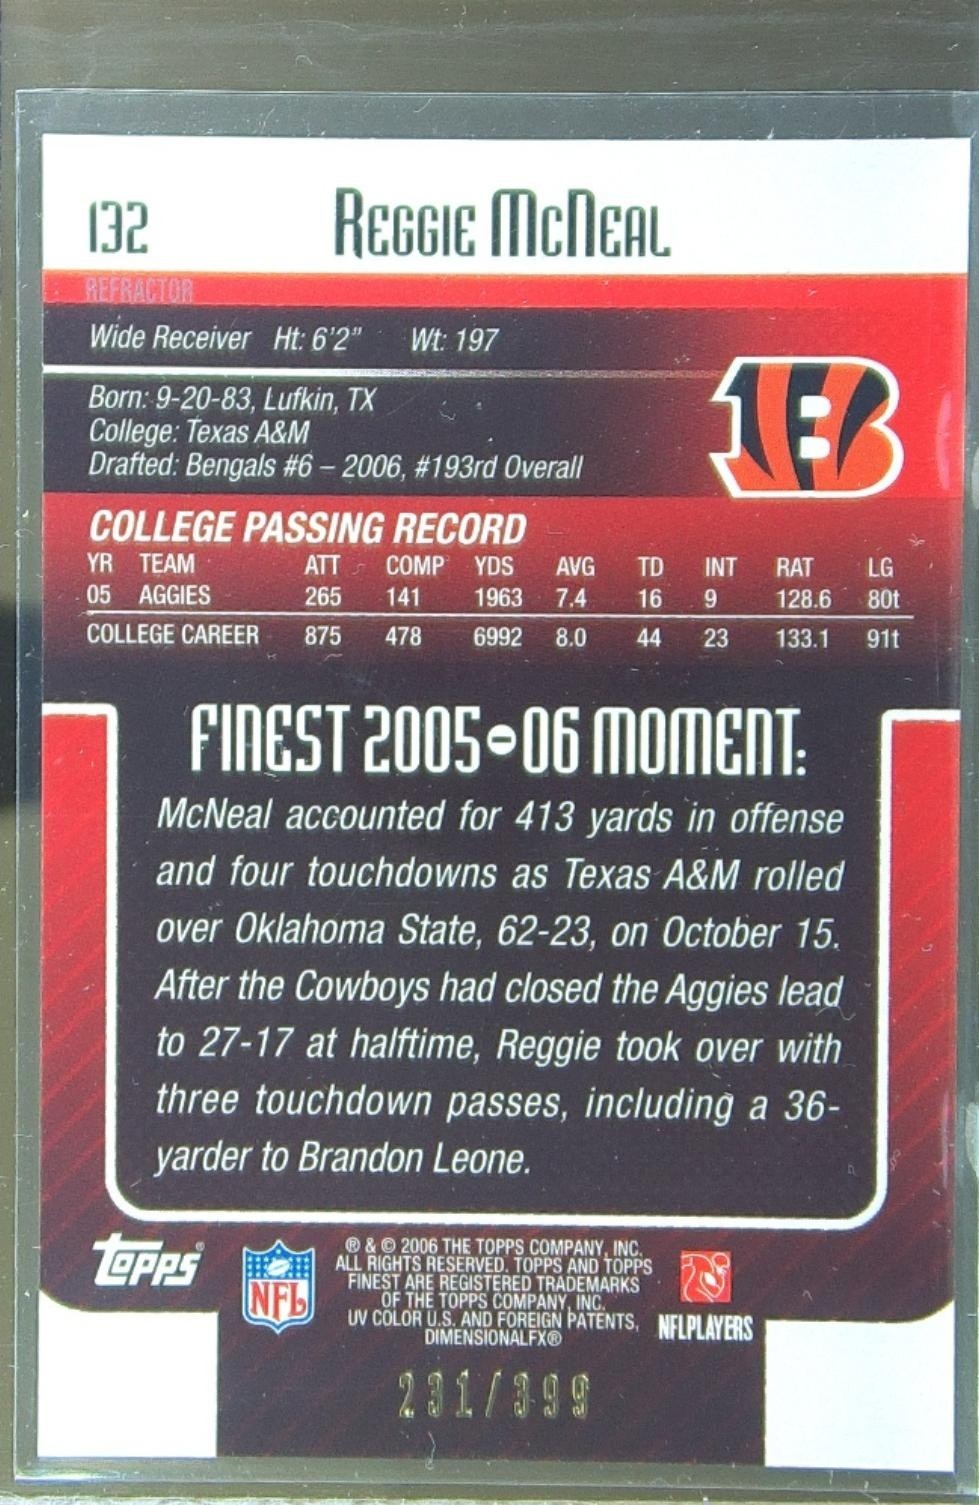 132 REGGIE McNEAL
REFRACTOR
Wide Receiver Ht: 6'2" Wt: 197
Born: 9-20-83, Lufkin, TX
College: Texas A&M
Drafted: Bengals #6 – 2006, #193rd Overall
B
COLLEGE PASSING RECORD
YR TEAM ATT COMP YDS AVG TD INT RAT LG
05 AGGIES 265 141 1963 7.4 16 9 128.6 80t
COLLEGE CAREER 875 478 6992 8.0 44 23 133.1 91t
FINEST 2005-06 MOMENT:
McNeal accounted for 413 yards in offense
and four touchdowns as Texas A&M rolled
over Oklahoma State, 62-23, on October 15.
After the Cowboys had closed the Aggies lead
to 27-17 at halftime, Reggie took over with
three touchdown passes, including a 36-
yarder to Brandon Leone.
Topps®
NFL
® & © 2006 THE TOPPS COMPANY, INC.
ALL RIGHTS RESERVED. TOPPS AND TOPPS
FINEST ARE REGISTERED TRADEMARKS
OF THE TOPPS COMPANY, INC.
UV COLOR U.S. AND FOREIGN PATENTS,
DIMENSIONALFX®
NFLPLAYERS
231/399